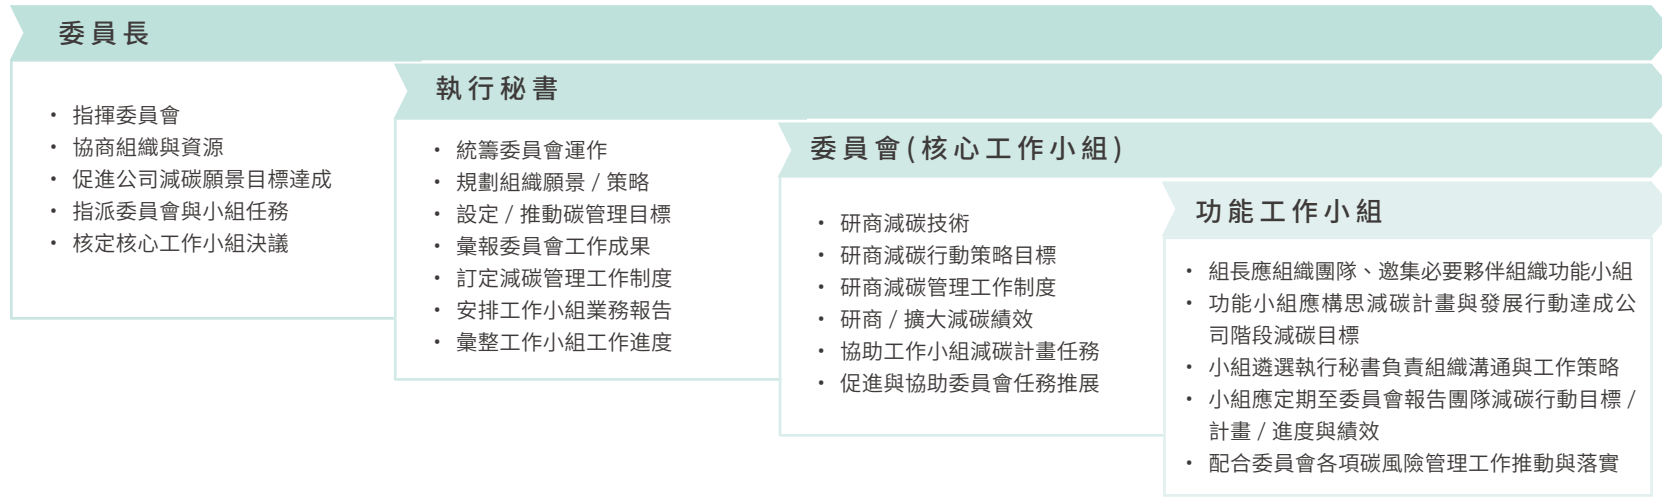 委員長
• 指揮委員會
• 協商組織與資源
• 促進公司減碳願景目標達成
• 指派委員會與小組任務
• 核定核心工作小組決議
執行秘書
• 統籌委員會運作
• 規劃組織願景 / 策略
• 設定 / 推動碳管理目標
• 彙報委員會工作成果
• 訂定減碳管理工作制度
• 安排工作小組業務報告
• 彙整工作小組工作進度
委員會(核心工作小組)
• 研商減碳技術
• 研商減碳行動策略目標
• 研商減碳管理工作制度
• 研商 / 擴大減碳績效
• 協助工作小組減碳計畫任務
• 促進與協助委員會任務推展
功能工作小組
• 組長應組織團隊、邀集必要夥伴組織功能小組
• 功能小組應構思減碳計畫與發展行動達成公
司階段減碳目標
• 小組遴選執行秘書負責組織溝通與工作策略
• 小組應定期至委員會報告團隊減碳行動目標 /
計畫 / 進度與績效
• 配合委員會各項碳風險管理工作推動與落實